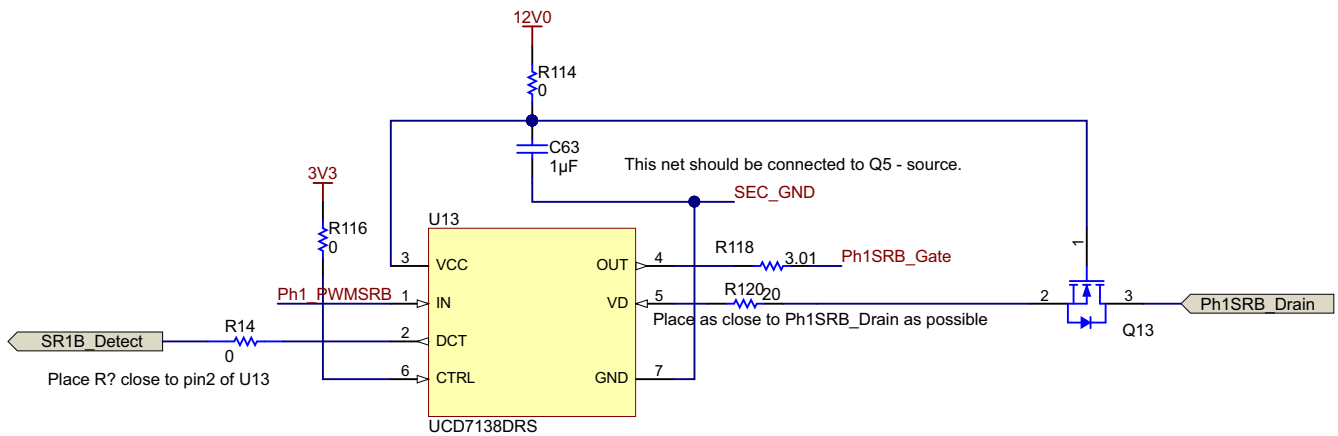 12V0
R114
0
C63
1µF
This net should be connected to Q5 - source.
SEC_GND
3V3
R116
0
U13
3
VCC
OUT
4
R118
3.01
Ph1SRB_Gate
1
Ph1_PWMSRB
1
IN
VD
5
R120
20
2
3
Ph1SRB_Drain
Place as close to Ph1SRB_Drain as possible
Q13
SR1B_Detect
R14
0
2
DCT
Place R? close to pin2 of U13
6
CTRL
GND
7
UCD7138DRS